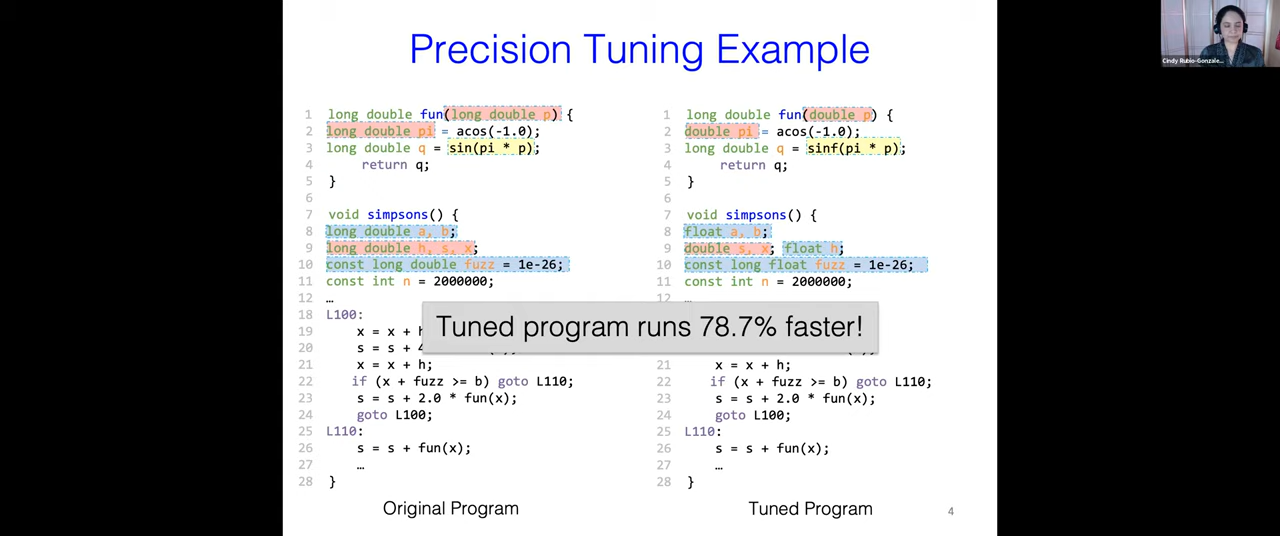 Precision Tuning Example
Cindy Rubio-Gonzale...
1 long double fun(long double p) {
2 long double pi = acos(-1.0);
3 long double q = sin(pi * p);
4 return q;
5 }
6
7 void simpsons() {
8 long double a, b;
9 long double h, s, x;
10 const long double fuzz = 1e-26;
11 const int n = 2000000;
12 …
18 L100:
19 x = x + h
20 s = s + 4
21 x = x + h;
22 if (x + fuzz >= b) goto L110;
23 s = s + 2.0 * fun(x);
24 goto L100;
25 L110:
26 s = s + fun(x);
27 …
28 }
Original Program
1 long double fun(double p) {
2 double pi = acos(-1.0);
3 long double q = sinf(pi * p);
4 return q;
5 }
6
7 void simpsons() {
8 float a, b;
9 double s, x; float h;
10 const long float fuzz = 1e-26;
11 const int n = 2000000;
12 …
21 x = x + h;
22 if (x + fuzz >= b) goto L110;
23 s = s + 2.0 * fun(x);
24 goto L100;
25 L110:
26 s = s + fun(x);
27 …
28 }
Tuned Program
Tuned program runs 78.7% faster!
4